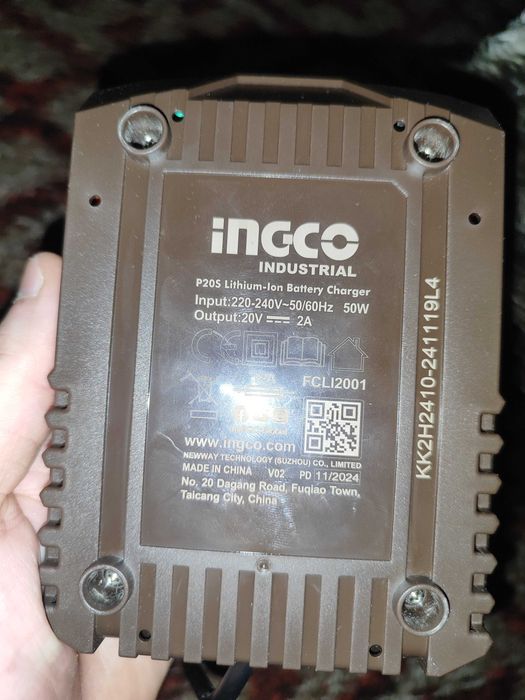 INGCO
INDUSTRIAL
P20S Lithium-Ion Battery Charger
Input:220-240V~50/60Hz 50W
Output:20V 2A
FCLI2001
www.ingco.com
NEWWAY TECHNOLOGY (SUZHOU) CO., LIMITED
MADE IN CHINA V02 PD 11/2024
No. 20 Dagang Road, Fuqiao Town,
Taicang City, China
KK2H2410-241119L4